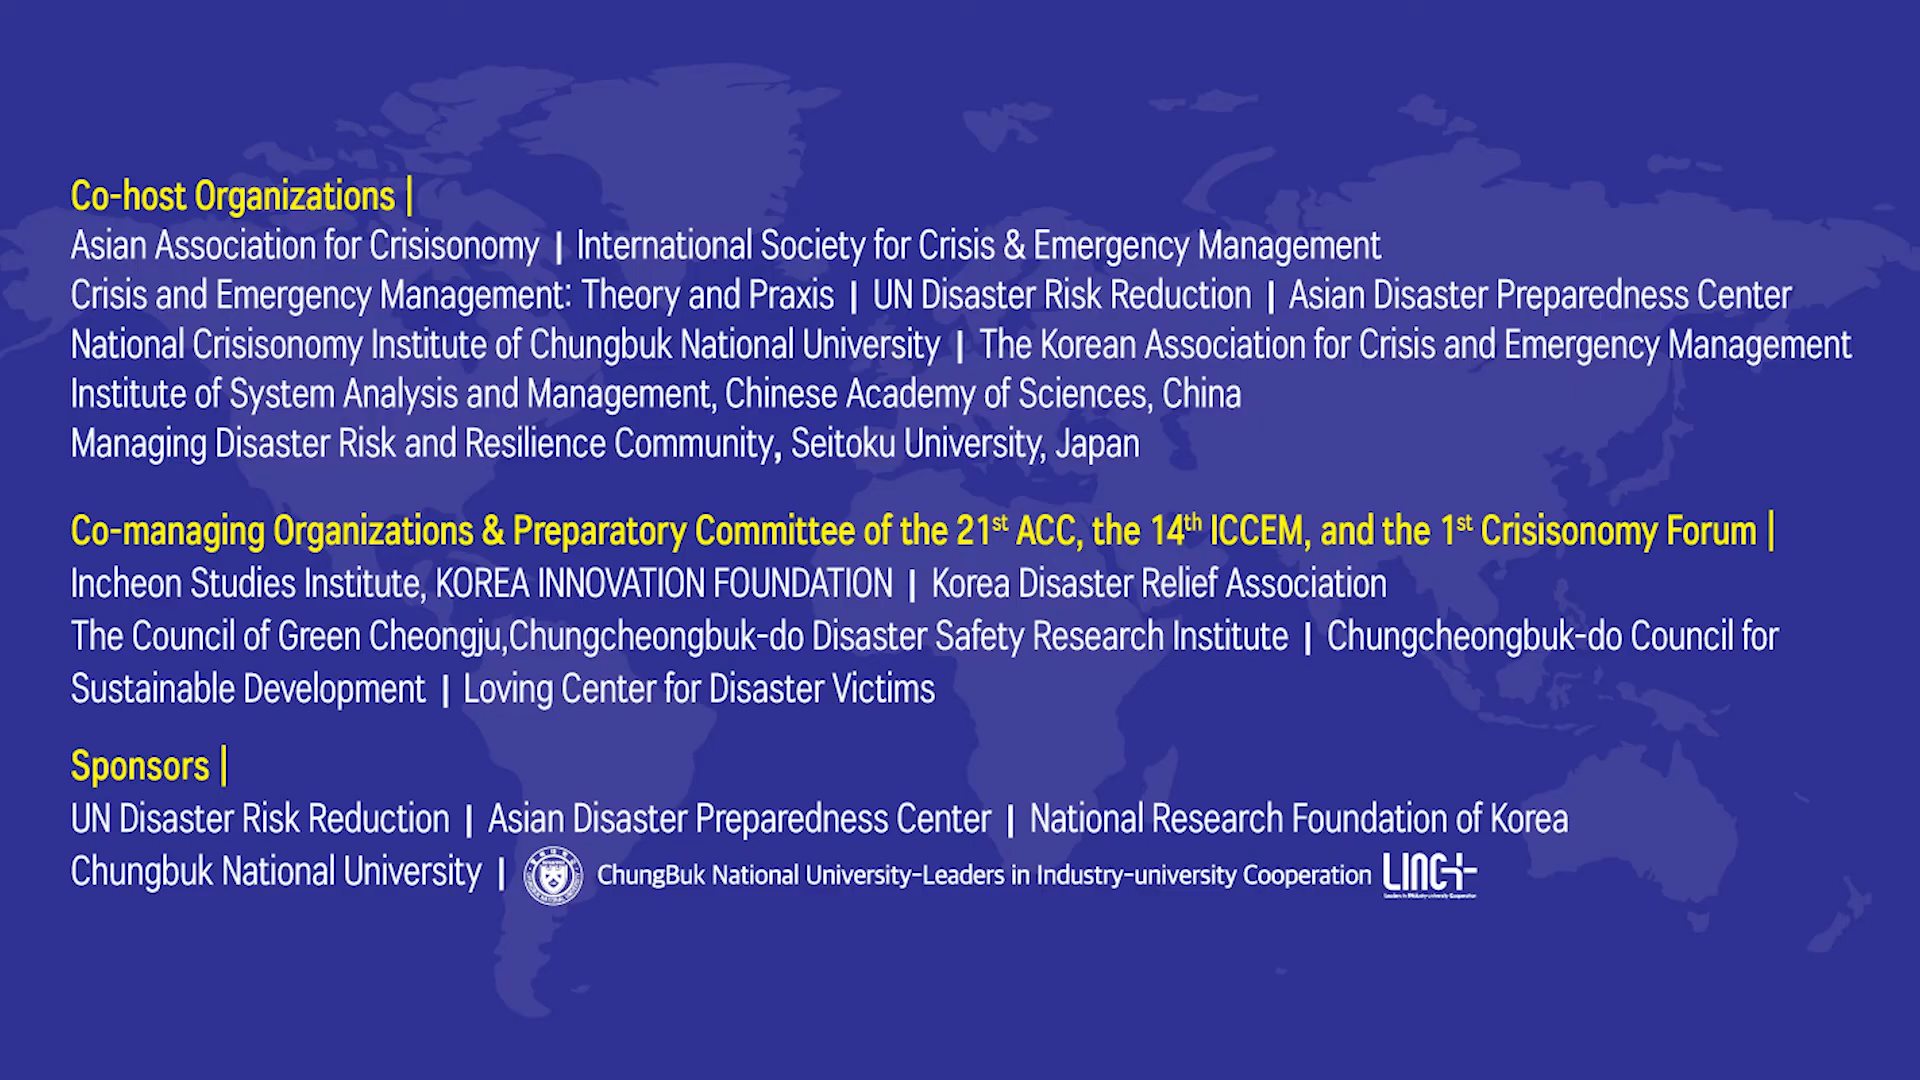 Co-host Organizations |
Asian Association for Crisisonomy | International Society for Crisis & Emergency Management
Crisis and Emergency Management: Theory and Praxis | UN Disaster Risk Reduction | Asian Disaster Preparedness Center
National Crisisonomy Institute of Chungbuk National University | The Korean Association for Crisis and Emergency Management
Institute of System Analysis and Management, Chinese Academy of Sciences, China
Managing Disaster Risk and Resilience Community, Seitoku University, Japan
Co-managing Organizations & Preparatory Committee of the 21st ACC, the 14th ICCEM, and the 1st Crisisonomy Forum |
Incheon Studies Institute, KOREA INNOVATION FOUNDATION | Korea Disaster Relief Association
The Council of Green Cheongju,Chungcheongbuk-do Disaster Safety Research Institute | Chungcheongbuk-do Council for
Sustainable Development | Loving Center for Disaster Victims
Sponsors |
UN Disaster Risk Reduction | Asian Disaster Preparedness Center | National Research Foundation of Korea
Chungbuk National University | ChungBuk National University-Leaders in Industry-university Cooperation LINC+
Leaders in INdustry-university Cooperation